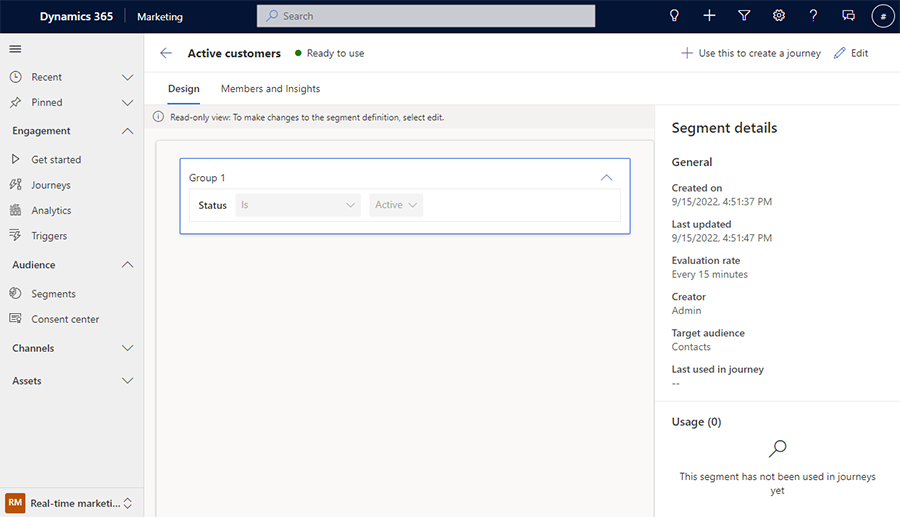 Dynamics 365 Marketing Search #
Active customers Ready to use Use this to create a journey Edit
Recent
Pinned
Engagement
Get started
Journeys
Analytics
Triggers
Audience
Segments
Consent center
Channels
Assets
RM Real-time marketi...
Design Members and Insights
Read-only view: To make changes to the segment definition, select edit.
Group 1
Status Is Active
Segment details
General
Created on
9/15/2022, 4:51:37 PM
Last updated
9/15/2022, 4:51:47 PM
Evaluation rate
Every 15 minutes
Creator
Admin
Target audience
Contacts
Last used in journey
--
Usage (0)
This segment has not been used in journeys
yet